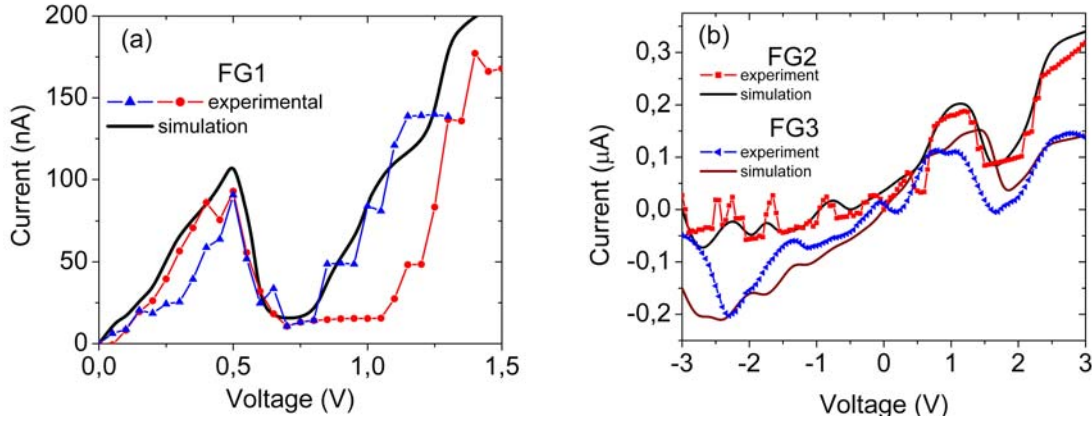 (a)
FG1
experimental
simulation
200
150
100
50
0
Current (nA)
0,0
0,5
1,0
1,5
Voltage (V)
(b)
FG2
experiment
simulation
FG3
experiment
simulation
0,3
0,2
0,1
0,0
-0,1
-0,2
Current (μA)
-3
-2
-1
0
1
2
3
Voltage (V)